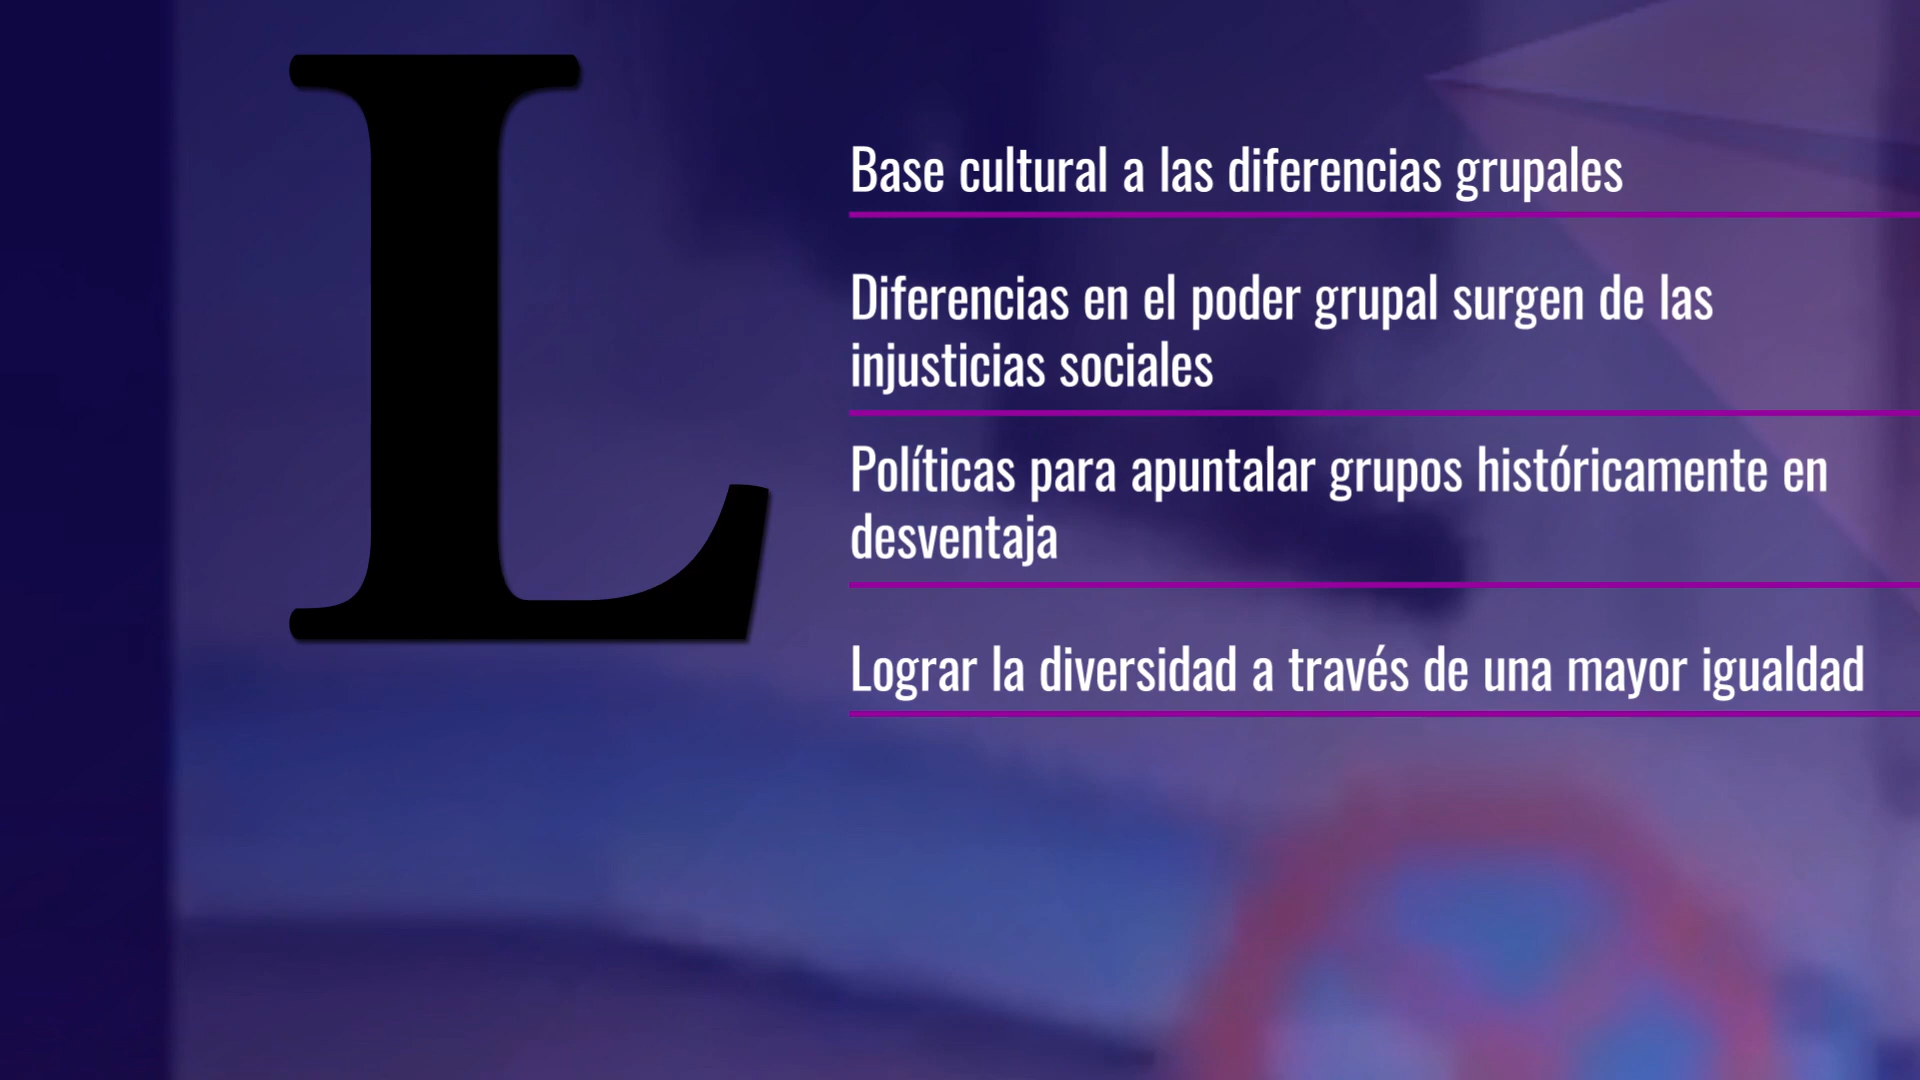 L
Base cultural a las diferencias grupales
Diferencias en el poder grupal surgen de las
injusticias sociales
Políticas para apuntalar grupos históricamente en
desventaja
Lograr la diversidad a través de una mayor igualdad